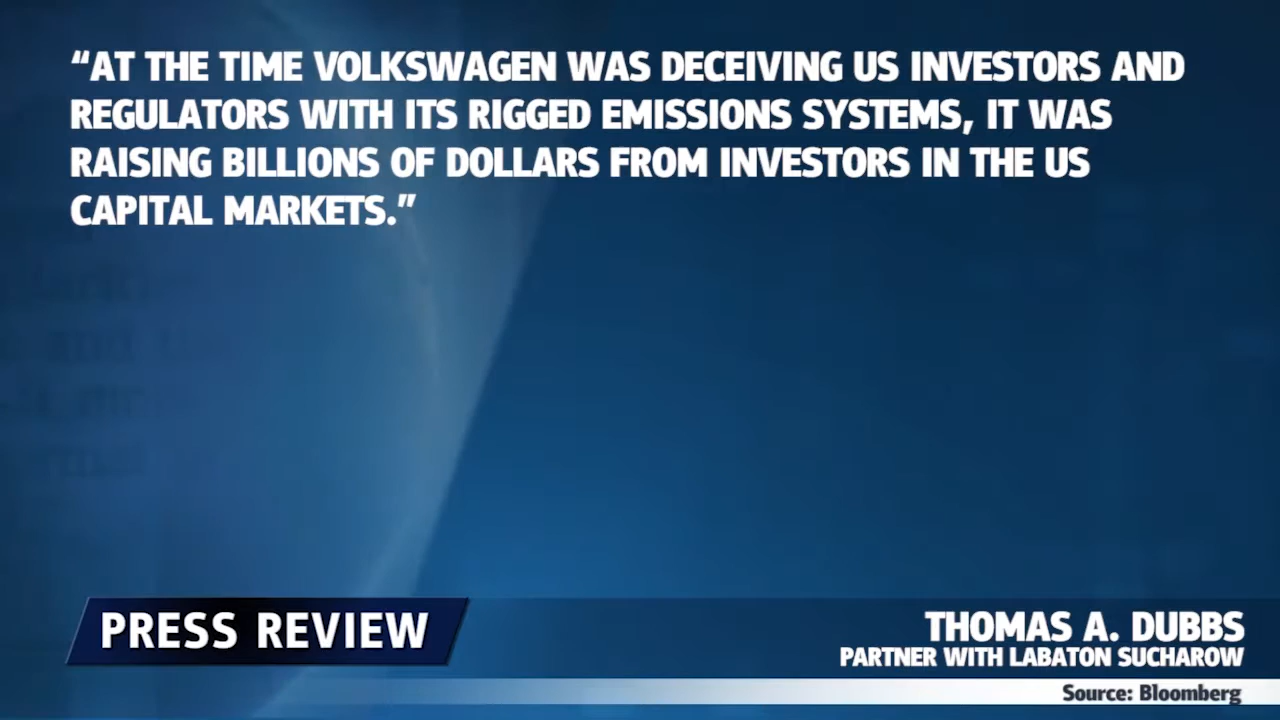 “AT THE TIME VOLKSWAGEN WAS DECEIVING US INVESTORS AND
REGULATORS WITH ITS RIGGED EMISSIONS SYSTEMS, IT WAS
RAISING BILLIONS OF DOLLARS FROM INVESTORS IN THE US
CAPITAL MARKETS.”
PRESS REVIEW
THOMAS A. DUBBS
PARTNER WITH LABATON SUCHAROW
Source: Bloomberg